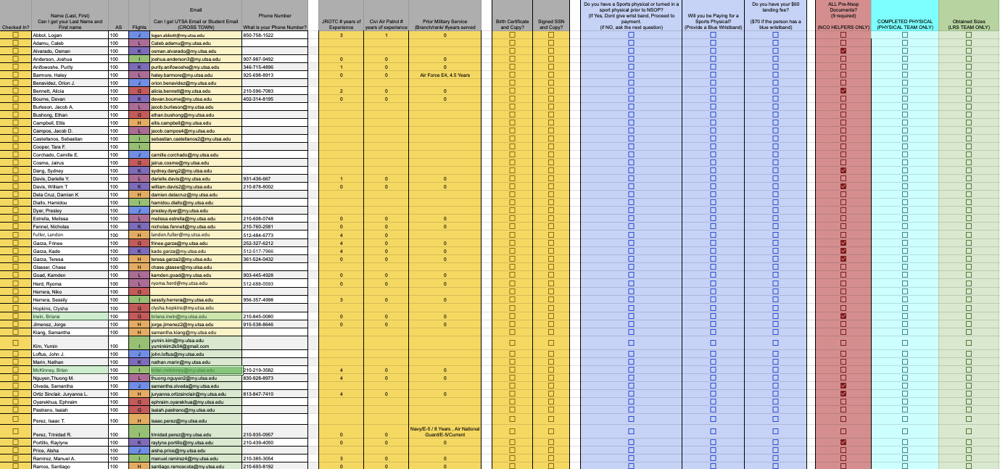 Checked In?
Name (Last, First)
Can I get your Last Name and
First name
AS
Flights
Email
Can I get UTSA Email or Student Email
(CROSS TOWN)
Phone Number
What is your Phone Number?
JROTC # years of
Experience
Civi Air Patrol #
years of experience
Prior Military Service
(Branch/rank/ #years served
Birth Certificate
and Copy?
Signed SSN
and Copy?
Do you have a Sports physical or turned in a
sport physical prior to NSOP?
(If Yes, Dont give wrist band, Proceed to
payment.
(if NO, ask the next question)
Will you be Paying for a
Sports Physical?
(Provide a Blue Wristband)
Do you have your $60
landing fee?
($70 if the person has a
blue wristband)
ALL Pre-Nsop
Documents?
(9 required)
(NCO HELPERS ONLY)
COMPLETED PHYSICAL
(PHYSICAL TEAM ONLY)
Obtained Sizes
(LRS TEAM ONLY)
Abbot, Logan 100 J logan.abbott@my.utsa.edu 850-758-1522 3 1 0
Adamu, Caleb 100 L Caleb.adamu@my.utsa.edu
Alvarado, Osman 100 K osman.alvarado@my.utsa.edu
Anderson, Joshua 100 I joshua.anderson3@my.utsa.edu 907-987-9492 0 0 0
Anifowoshe, Purity 100 K purity.anifowoshe@my.utsa.edu 346-715-4896 1 0 0
Barmore, Haley 100 L haley.barmore@my.utsa.edu 925-698-8913 0 0 Air Force E4, 4.5 Years
Benavidez, Orion J. 100 J orion.benavidez@my.utsa.edu
Bennett, Alicia 100 G alicia.bennett@my.utsa.edu 210-596-7083 2 0 0
Bourne, Devan 100 K devan.bourne@my.utsa.edu 402-314-8195 0 0 0
Burleson, Jacob A. 100 L jacob.burleson@my.utsa.edu
Bushong, Ethan 100 G ethan.bushong@my.utsa.edu
Campbell, Ellis 100 H ellis.campbell@my.utsa.edu
Campos, Jacob D. 100 L jacob.campos4@my.utsa.edu
Castellanos, Sebastian 100 I sebastian.castellanos2@my.utsa.edu
Cooper, Tara F. 100 I
Corchado, Camille E. 100 J camille.corchado@my.utsa.edu
Cosme, Jairus 100 G jairus.cosme@my.utsa.edu
Dang, Sydney 100 K sydney.dang2@my.utsa.edu
Davis, Darielle Y. 100 L darielle.davis@my.utsa.edu 931-436-667 1 0 0
Davis, William T 100 K william.davis2@my.utsa.edu 210-878-8002 0 0 0
Dela Cruz, Damien K 100 H damien.delacruz@my.utsa.edu
Diallo, Hamidou 100 I hamidou.diallo@my.utsa.edu
Dyer, Presley 100 J presley.dyer@my.utsa.edu
Estrella, Melissa 100 L melissa.estrella@my.utsa.edu 210-608-0748 0 0 0
Fennel, Nicholas 100 K nicholas.fennell@my.utsa.edu 210-760-2581 0 0 0
Fuller, Landon 100 H landon.fuller@my.utsa.edu 512-484-6773 4 0
Garza, Frinee 100 G frinee.garza@my.utsa.edu 252-327-6212 4 0 0
Garza, Kade 100 K kade.garza@my.utsa.edu 512-517-7966 4 0 0
Garza, Teresa 100 H teresa.garza2@my.utsa.edu 361-524-0432 0 0 0
Glasser, Chase 100 H chase.glasser@my.utsa.edu
Goad, Kamden 100 L kamden.goad@my.utsa.edu 903-445-4928 0 0 0
Herd, Ryoma 100 L ryoma.herd@my.utsa.edu 512-688-0593 0 0 0
Herrera, Niko 100 G
Herrera, Sessily 100 I sessily.herrera@my.utsa.edu 956-357-4998 3 0 0
Hopkins, Clysha 100 G clysha.hopkins@my.utsa.edu
Irwin, Briana 100 G briana.irwin@my.utsa.edu 210-845-0080 0 0 0
Jimenez, Jorge 100 H jorge.jimenez2@my.utsa.edu 915-538-8646 0 0 0
Kiang, Samantha 100 H samantha.kiang@my.utsa.edu
yumin.kim@my.utsa.edu
Kim, Yumin 100 I yuminkim2k04@gmail.com
Loftus, John J. 100 J john.loftus@my.utsa.edu
Marin, Nathan 100 K nathan.marin@my.utsa.edu
McKinney, Brian 100 I brian.mckinney@my.utsa.edu 210-219-3582 4 0 0
Nguyen,Thuong M. 100 L thuong.nguyen2@my.utsa.edu 830-928-8973 4 0 0
Olveda, Samantha 100 J samantha.olveda@my.utsa.edu
Ortiz Sinclair, Juryanna L. 100 H juryanna.ortizsinclair@my.utsa.edu 813-847-7410 4 0 0
Oyarekhua, Ephraim 100 G ephraim.oyarekhua@my.utsa.edu
Pastrano, Isaiah 100 G isaiah.pastrano@my.utsa.edu
Perez, Isaac T. 100 H isaac.perez@my.utsa.edu
Navy/E-5 / 8 Years , Air National
Perez, Trinidad R. 100 I trinidad.perez@my.utsa.edu 210-935-0957 0 0 Guard/E-5/Current
Portillo, Raylyne 100 K raylyne.portillo@my.utsa.edu 210-439-4050 0 0 0
Price, AIsha 100 J aisha.price@my.utsa.edu
Ramirez, Manuel A. 100 I manuel.ramirez4@my.utsa.edu 210-385-3054 3 0 0
Ramos, Santiago 100 H santiago.ramoscota@my.utsa.edu 210-693-8192 0 0 0